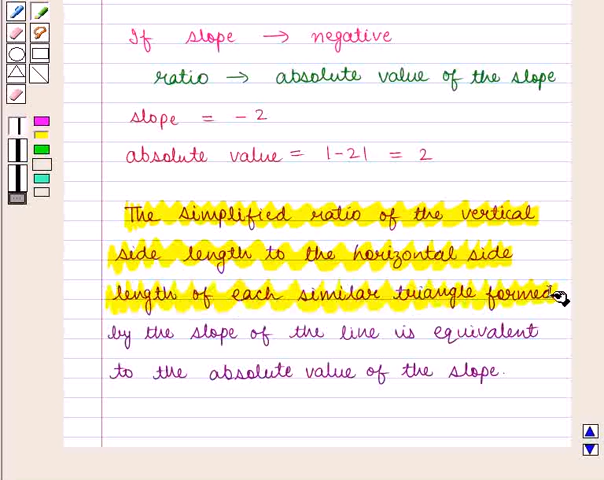 If slope → negative
ratio → absolute value of the slope
slope = - 2
absolute value = |-2| = 2
The simplified ratio of the vertical
side length to the horizontal side
length of each similar triangle formed
by the slope of the line is equivalent
to the absolute value of the slope.